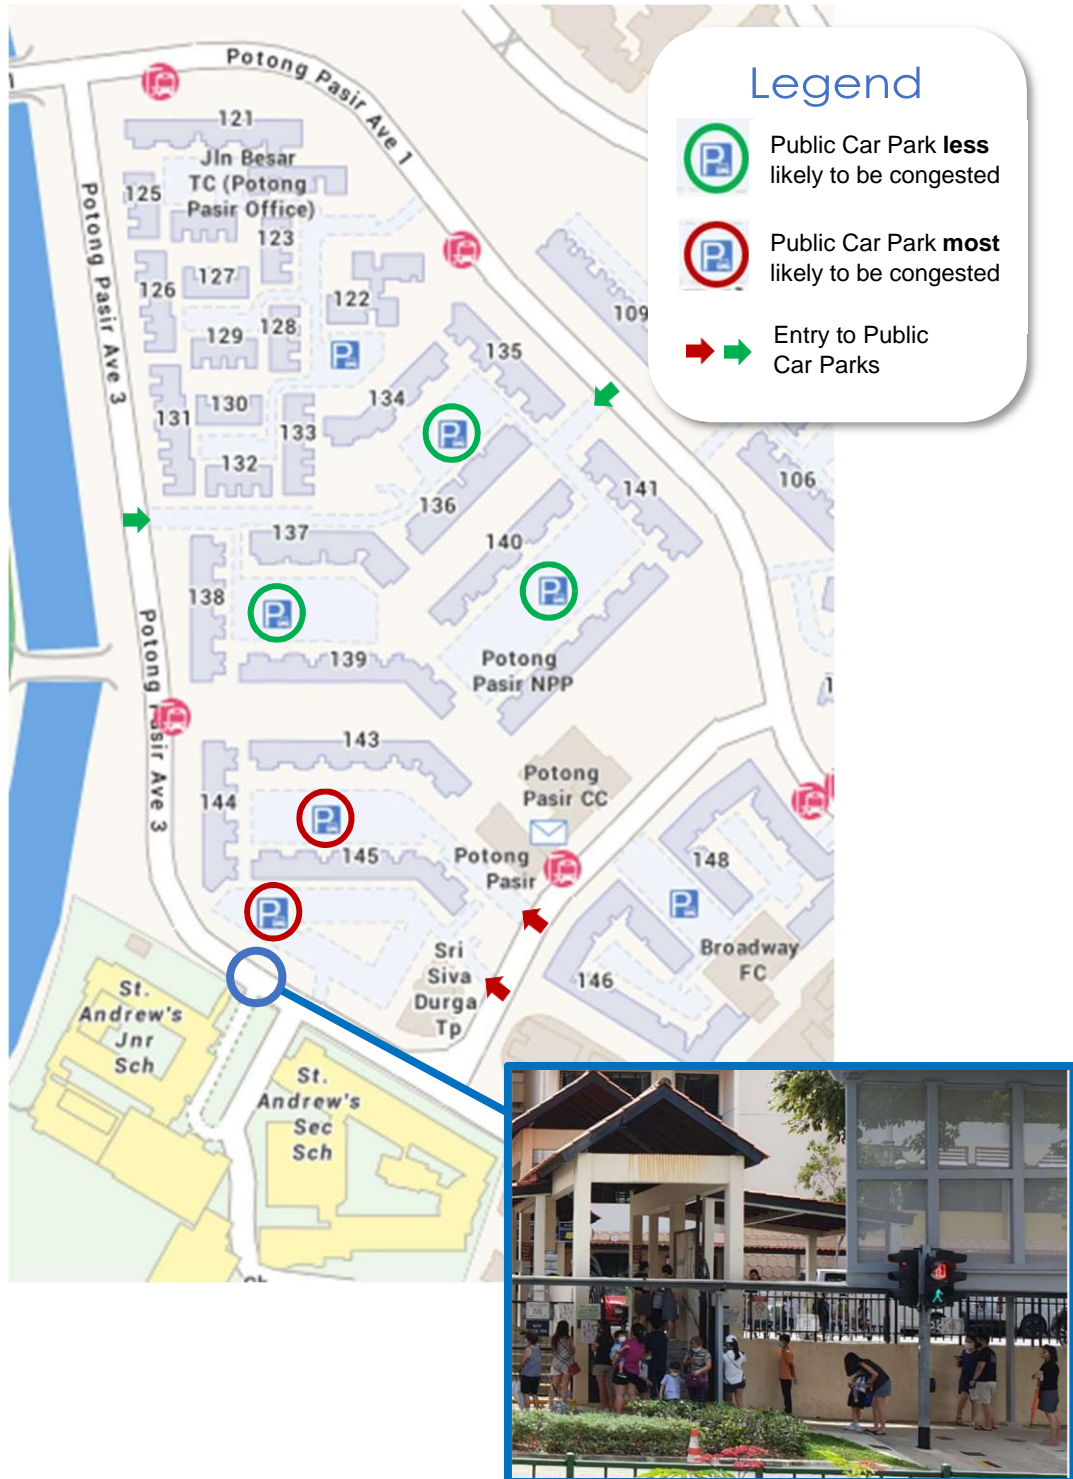 Legend
Public Car Park less
likely to be congested
Public Car Park most
likely to be congested
Entry to Public
Car Parks
Potong Pasir Ave 1
121
Jln Besar
TC (Potong
Pasir Office)
125
123
Potong Pasir Ave 3
127
126
122
129
128
109
135
134
130
131
133
132
136
141
106
137
140
138
139
Potong
Pasir NPP
Potong Pasir Ave 3
143
144
Potong
Pasir CC
145
Potong
Pasir
148
Sri
Siva
Durga
Tp
Broadway
FC
146
St.
Andrew's
Jnr
Sch
St.
Andrew's
Sec
Sch